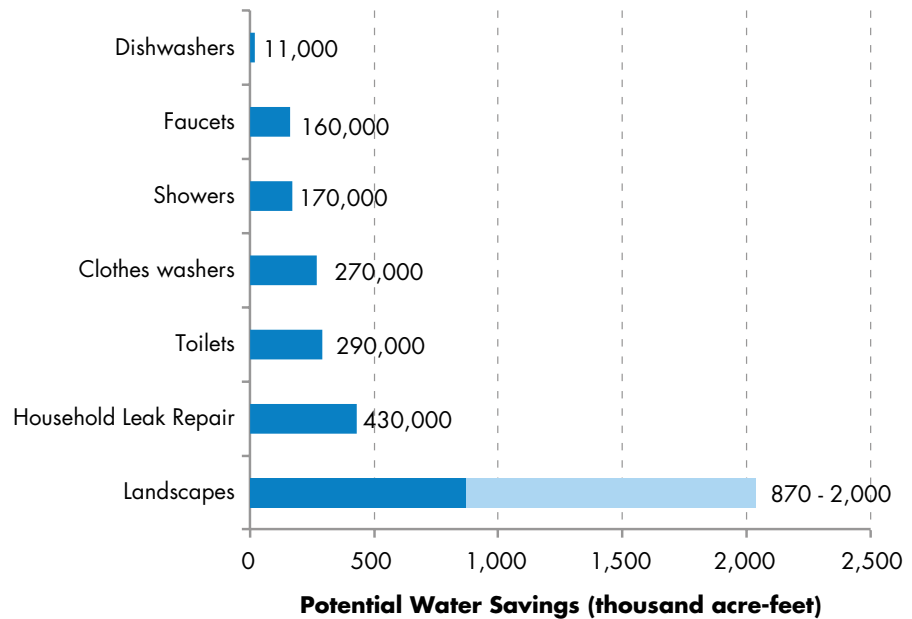 Dishwashers 11,000
Faucets 160,000
Showers 170,000
Clothes washers 270,000
Toilets 290,000
Household Leak Repair 430,000
Landscapes 870 - 2,000
0 500 1,000 1,500 2,000 2,500
Potential Water Savings (thousand acre-feet)